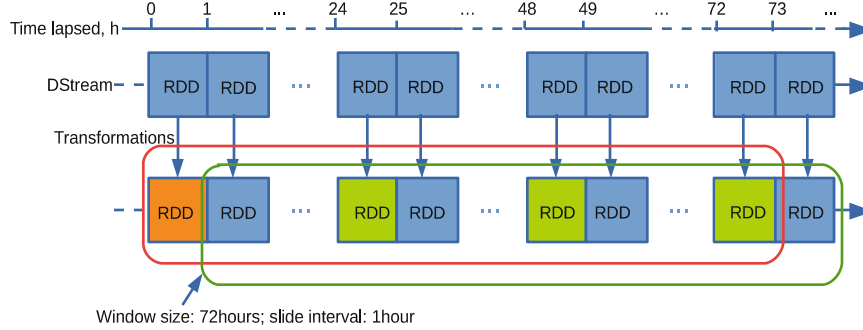 0 1 ... 24 25 ... 48 49 ... 72 73 ...
Time lapsed, h
DStream RDD RDD ... RDD RDD ... RDD RDD ... RDD RDD
Transformations
RDD RDD ... RDD RDD ... RDD RDD ... RDD RDD
Window size: 72hours; slide interval: 1hour